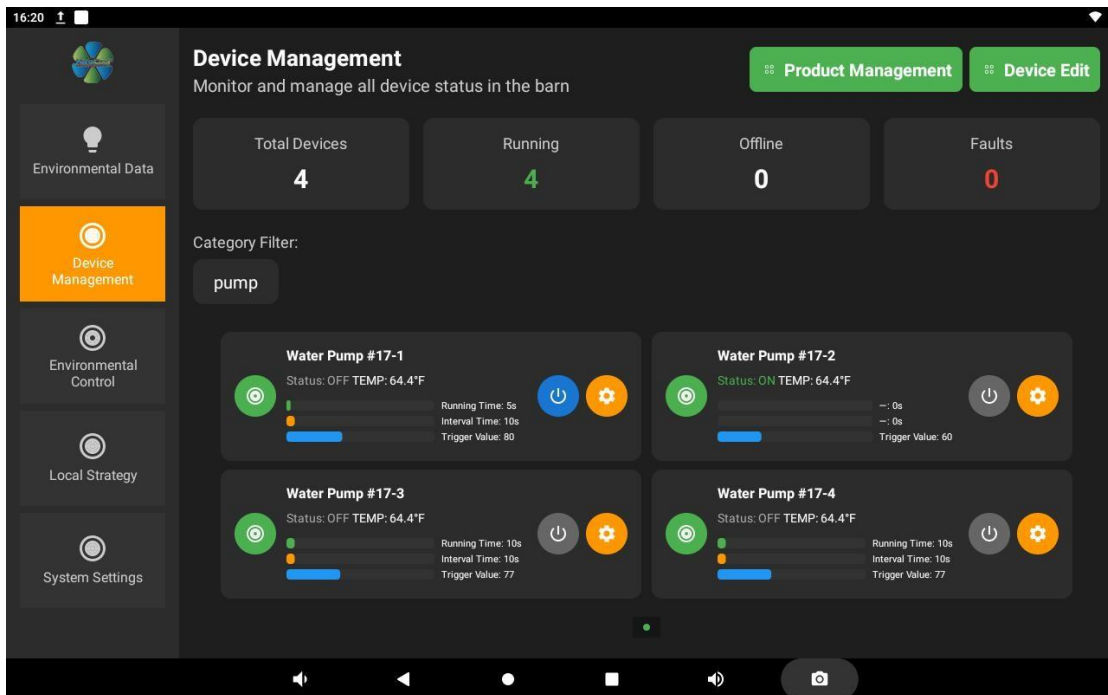 16:20
Device Management
Monitor and manage all device status in the barn
Product Management
Device Edit
Environmental Data
Device
Management
Environmental
Control
Local Strategy
System Settings
Total Devices
4
Running
4
Offline
0
Faults
0
Category Filter:
pump
Water Pump #17-1
Status: OFF TEMP: 64.4°F
Running Time: 5s
Interval Time: 10s
Trigger Value: 80
Water Pump #17-2
Status: ON TEMP: 64.4°F
—: 0s
—: 0s
Trigger Value: 60
Water Pump #17-3
Status: OFF TEMP: 64.4°F
Running Time: 10s
Interval Time: 10s
Trigger Value: 77
Water Pump #17-4
Status: OFF TEMP: 64.4°F
Running Time: 10s
Interval Time: 10s
Trigger Value: 77